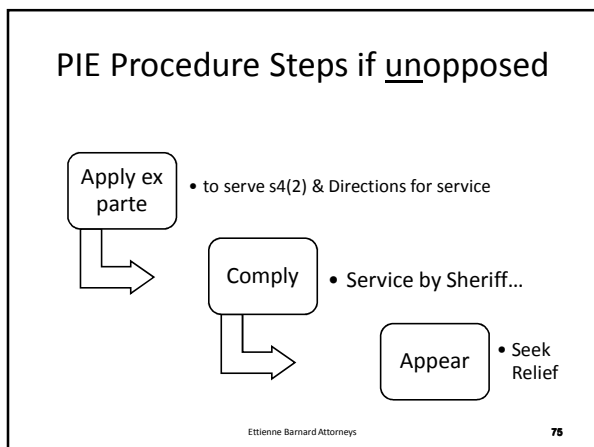 PIE Procedure Steps if unopposed
Apply ex
parte
• to serve s4(2) & Directions for service
Comply
• Service by Sheriff...
Appear
• Seek
Relief
Ettienne Barnard Attorneys
75